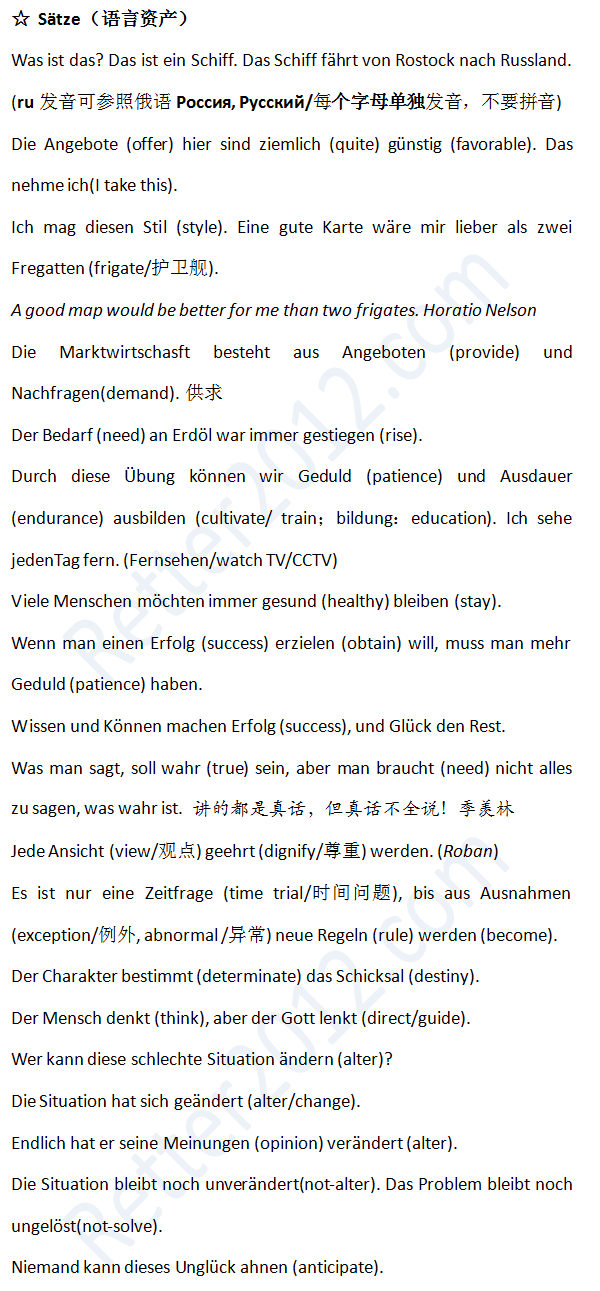 ☆ Sätze（语言资产）
Was ist das? Das ist ein Schiff. Das Schiff fährt von Rostock nach Russland.
(ru 发音可参照俄语 Россия, Русский/每个字母单独发音，不要拼音)
Die Angebote (offer) hier sind ziemlich (quite) günstig (favorable). Das
nehme ich(I take this).
Ich mag diesen Stil (style). Eine gute Karte wäre mir lieber als zwei
Fregatten (frigate/护卫舰).
A good map would be better for me than two frigates. Horatio Nelson
Die Marktwirtschasft besteht aus Angeboten (provide) und
Nachfragen(demand). 供求
Der Bedarf (need) an Erdöl war immer gestiegen (rise).
Durch diese Übung können wir Geduld (patience) und Ausdauer
(endurance) ausbilden (cultivate/ train；bildung：education). Ich sehe
jedenTag fern. (Fernsehen/watch TV/CCTV)
Viele Menschen möchten immer gesund (healthy) bleiben (stay).
Wenn man einen Erfolg (success) erzielen (obtain) will, muss man mehr
Geduld (patience) haben.
Wissen und Können machen Erfolg (success), und Glück den Rest.
Was man sagt, soll wahr (true) sein, aber man braucht (need) nicht alles
zu sagen, was wahr ist. 讲的都是真话，但真话不全说！季羡林
Jede Ansicht (view/观点) geehrt (dignify/尊重) werden. (Roban)
Es ist nur eine Zeitfrage (time trial/时间问题), bis aus Ausnahmen
(exception/例外, abnormal /异常) neue Regeln (rule) werden (become).
Der Charakter bestimmt (determinate) das Schicksal (destiny).
Der Mensch denkt (think), aber der Gott lenkt (direct/guide).
Wer kann diese schlechte Situation ändern (alter)?
Die Situation hat sich geändert (alter/change).
Endlich hat er seine Meinungen (opinion) verändert (alter).
Die Situation bleibt noch unverändert(not-alter). Das Problem bleibt noch
ungelöst(not-solve).
Niemand kann dieses Unglück ahnen (anticipate).
Retter2012.com
Retter2012.com